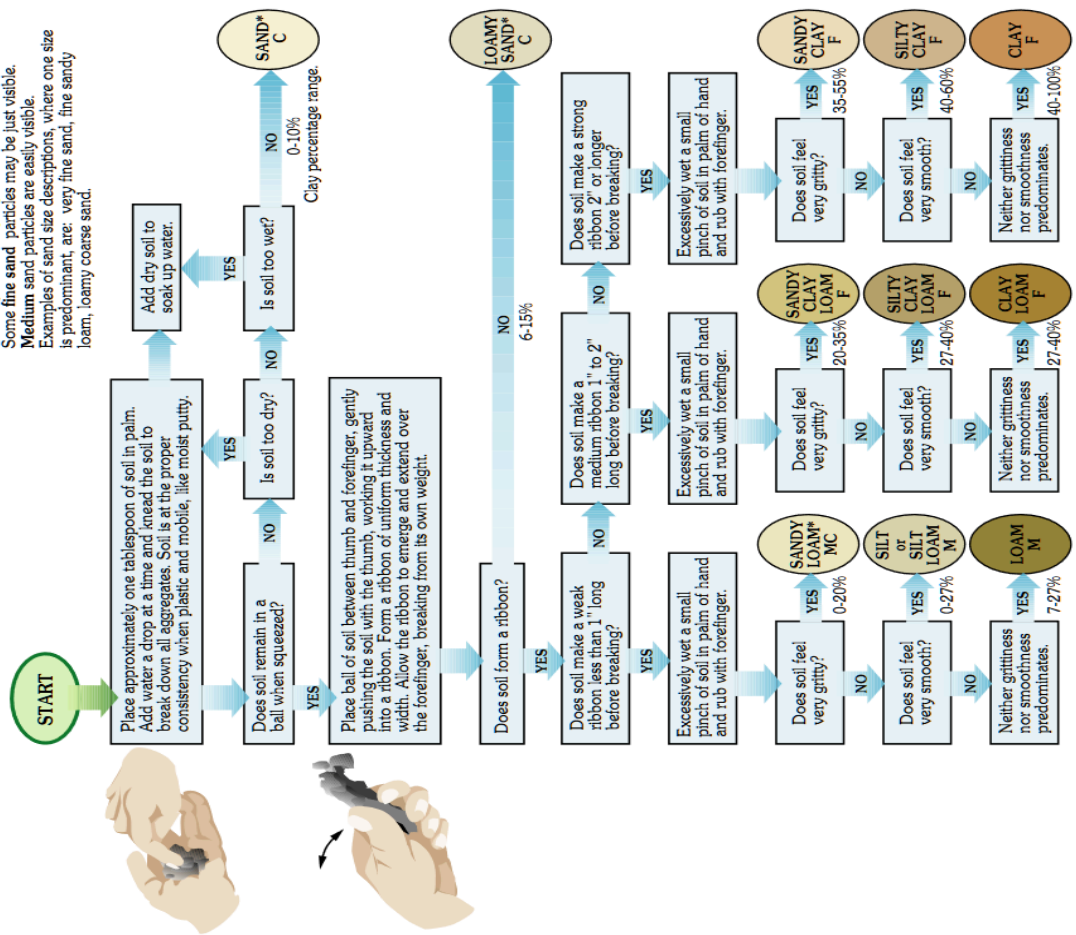 Some fine sand particles may be just visible.
Medium sand particles are easily visible.
Examples of sand size descriptions, where one size
is predominant, are: very fine sand, fine sandy
loam, loamy coarse sand.
START
Place approximately one tablespoon of soil in palm.
Add water a drop at a time and knead the soil to
break down all aggregates. Soil is at the proper
consistency when plastic and mobile, like moist putty.
Add dry soil to
soak up water.
YES
YES
Does soil remain in a
ball when squeezed?
NO
Is soil too dry?
NO
Is soil too wet?
NO
0-10%
Clay percentage range.
SAND*
C
YES
Place ball of soil between thumb and forefinger, gently
pushing the soil with the thumb, working it upward
into a ribbon. Form a ribbon of uniform thickness and
width. Allow the ribbon to emerge and extend over
the forefinger, breaking from its own weight.
Does soil form a ribbon?
NO
6-15%
LOAMY
SAND*
C
YES
Does soil make a weak
ribbon less than 1" long
before breaking?
NO
Does soil make a
medium ribbon 1" to 2"
long before breaking?
NO
Does soil make a strong
ribbon 2" or longer
before breaking?
YES
YES
YES
Excessively wet a small
pinch of soil in palm of hand
and rub with forefinger.
Excessively wet a small
pinch of soil in palm of hand
and rub with forefinger.
Excessively wet a small
pinch of soil in palm of hand
and rub with forefinger.
Does soil feel
very gritty?
YES
0-20%
SANDY
LOAM*
MC
Does soil feel
very gritty?
YES
20-35%
SANDY
CLAY
LOAM
F
Does soil feel
very gritty?
YES
35-55%
SANDY
CLAY
F
NO
NO
NO
Does soil feel
very smooth?
YES
0-27%
SILT
or
SILT
LOAM
M
Does soil feel
very smooth?
YES
27-40%
SILTY
CLAY
LOAM
F
Does soil feel
very smooth?
YES
40-60%
SILTY
CLAY
F
NO
NO
NO
Neither grittiness
nor smoothness
predominates.
YES
7-27%
LOAM
M
Neither grittiness
nor smoothness
predominates.
YES
27-40%
CLAY
LOAM
F
Neither grittiness
nor smoothness
predominates.
YES
40-100%
CLAY
F